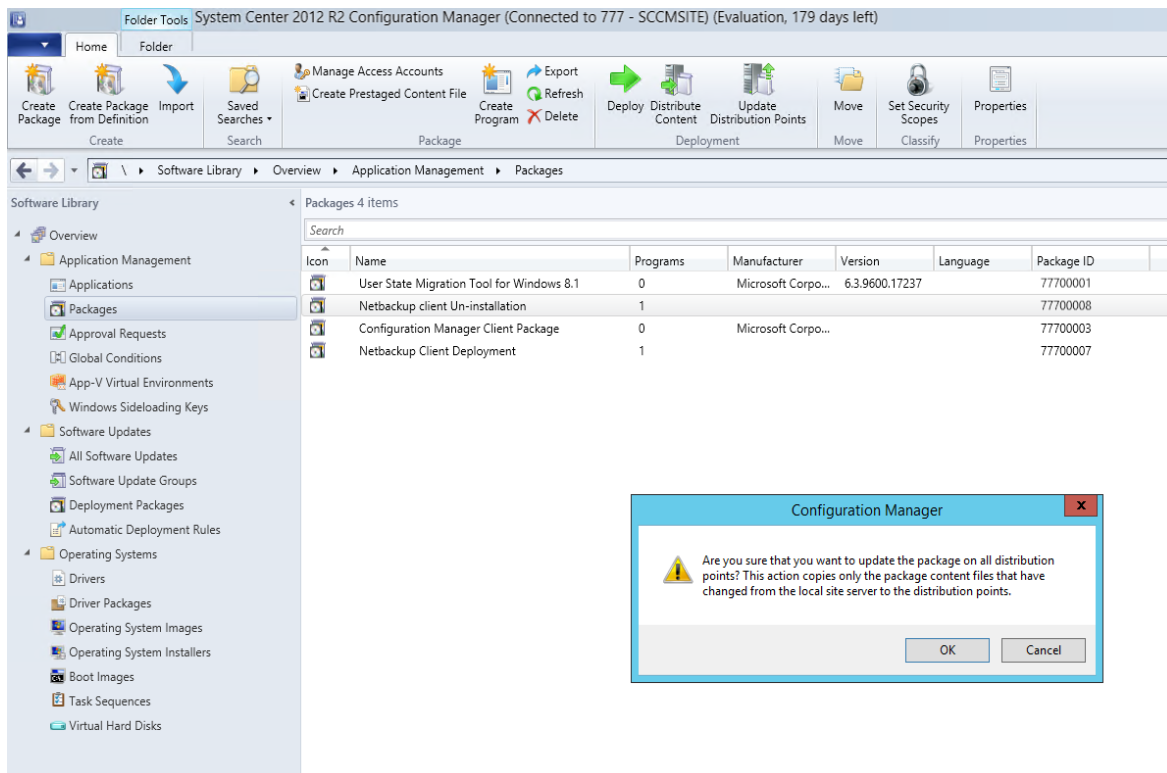 Folder Tools System Center 2012 R2 Configuration Manager (Connected to 777 - SCCMSITE) (Evaluation, 179 days left)
Home Folder
Create Package
Create Package from Definition
Import
Saved Searches
Manage Access Accounts
Create Prestaged Content File
Create Program
Export
Refresh
Delete
Deploy
Distribute Content
Update Distribution Points
Move
Set Security Scopes
Properties
Create Search Package Deployment Move Classify Properties
\ Software Library Overview Application Management Packages
Software Library
Overview
Application Management
Applications
Packages
Approval Requests
Global Conditions
App-V Virtual Environments
Windows Sideloading Keys
Software Updates
All Software Updates
Software Update Groups
Deployment Packages
Automatic Deployment Rules
Operating Systems
Drivers
Driver Packages
Operating System Images
Operating System Installers
Boot Images
Task Sequences
Virtual Hard Disks
Packages 4 items
Search
Icon Name Programs Manufacturer Version Language Package ID
User State Migration Tool for Windows 8.1 0 Microsoft Corpo... 6.3.9600.17237 77700001
Netbackup client Un-installation 1 77700008
Configuration Manager Client Package 0 Microsoft Corpo... 77700003
Netbackup Client Deployment 1 77700007
Configuration Manager
x
Are you sure that you want to update the package on all distribution
points? This action copies only the package content files that have
changed from the local site server to the distribution points.
OK Cancel